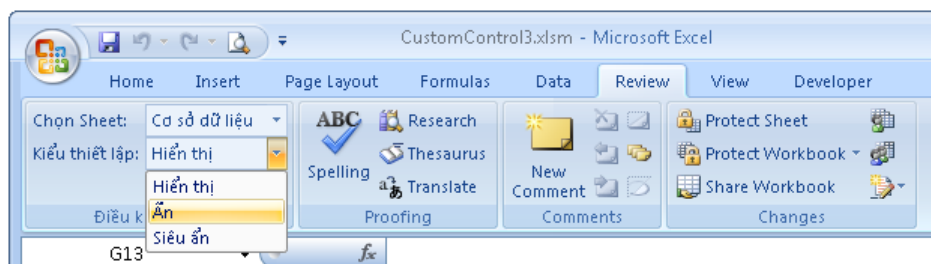 CustomControl3.xlsm - Microsoft Excel
Home Insert Page Layout Formulas Data Review View Developer
Chọn Sheet: Cơ sở dữ liệu
Kiểu thiết lập: Hiển thị
Hiển thị
Ẩn
Siêu ẩn
Điều k
ABC
Spelling
Research
Thesaurus
Translate
Proofing
New
Comment
Comments
Protect Sheet
Protect Workbook
Share Workbook
Changes
G13
fx